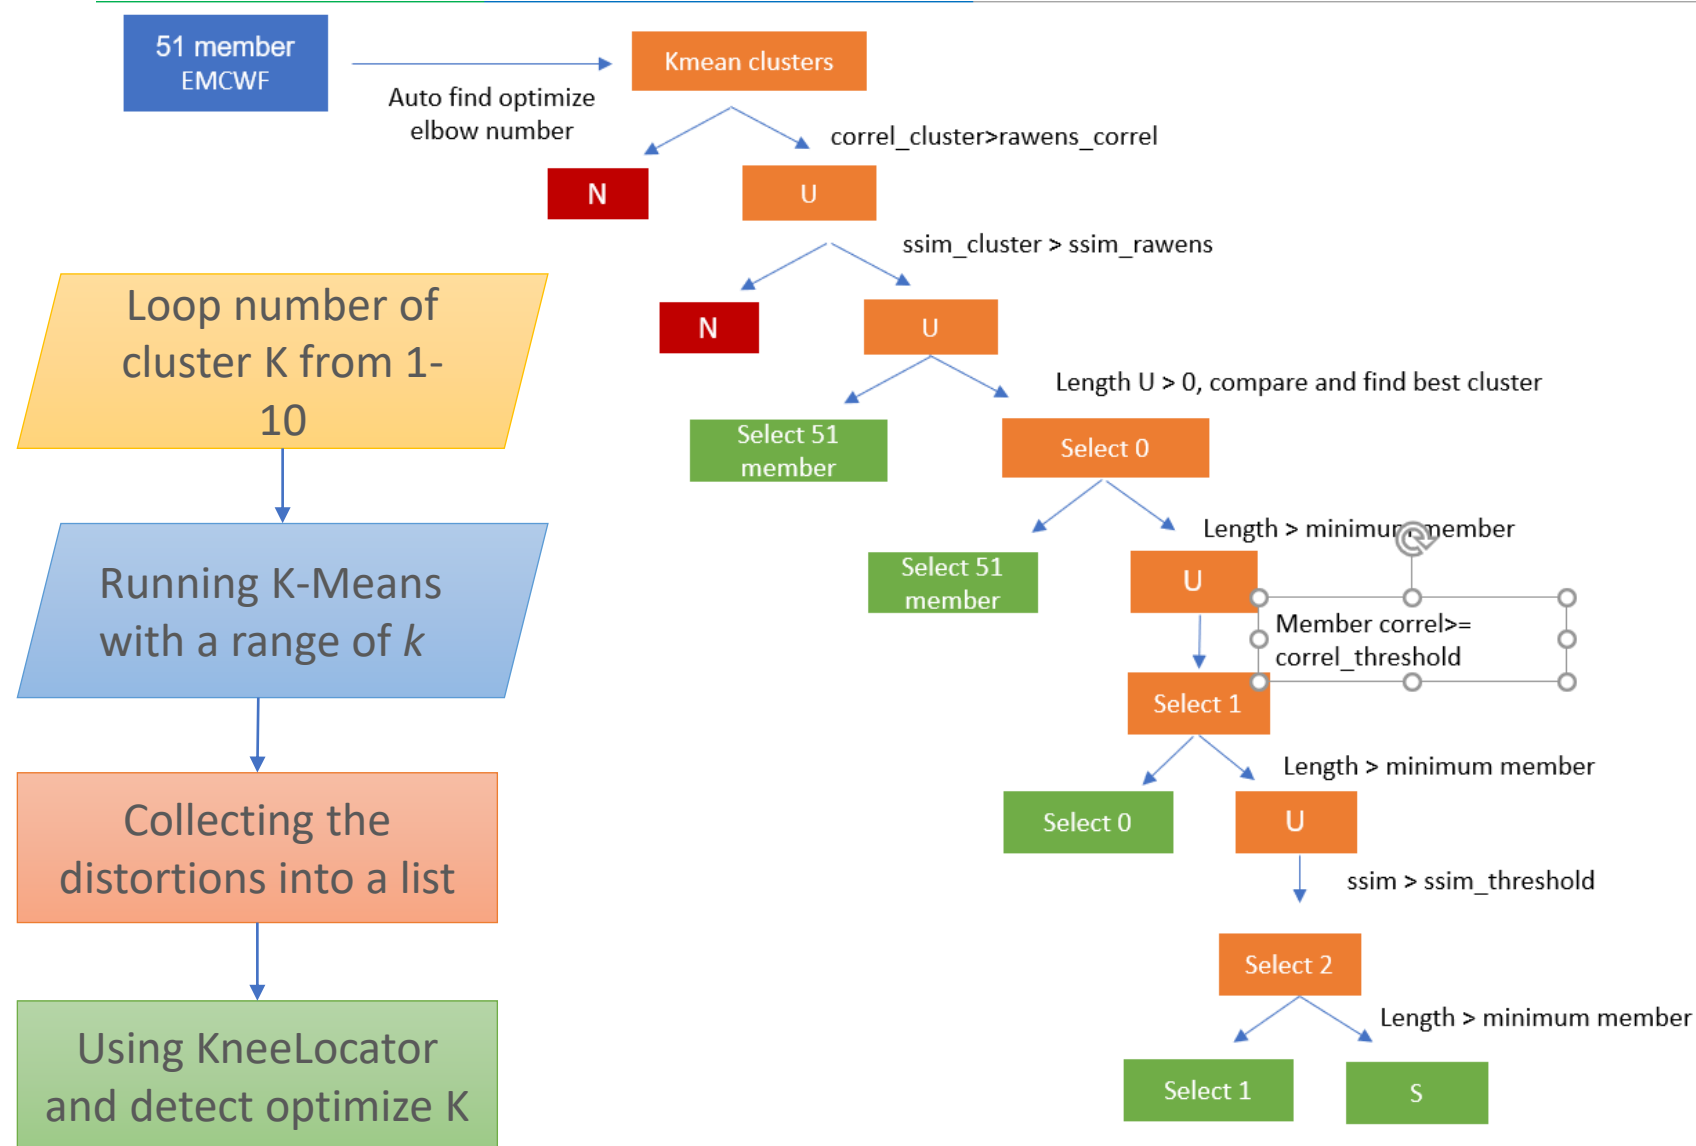 51 member
EMCWF
Auto find optimize
elbow number
Kmean clusters
correl_cluster>rawens_correl
N
U
ssim_cluster > ssim_rawens
N
U
Length U > 0, compare and find best cluster
Select 51
member
Select 0
Length > minimum member
Select 51
member
U
Member correl>=
correl_threshold
Select 1
Length > minimum member
Select 0
U
ssim > ssim_threshold
Select 2
Length > minimum member
Select 1
S
Loop number of
cluster K from 1-
10
Running K-Means
with a range of k
Collecting the
distortions into a list
Using KneeLocator
and detect optimize K